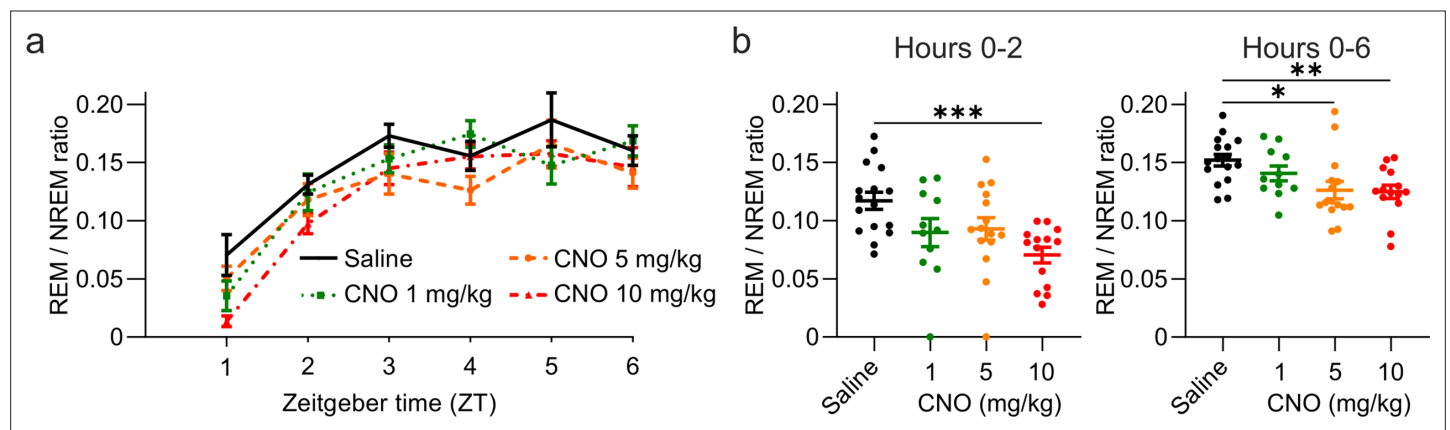 a
REM / NREM ratio
0.20
0.15
0.10
0.05
0
Saline
CNO 1 mg/kg
CNO 5 mg/kg
CNO 10 mg/kg
1 2 3 4 5 6
Zeitgeber time (ZT)
b
Hours 0-2
REM / NREM ratio
0.20
0.15
0.10
0.05
0
***
Saline 1 5 10
CNO (mg/kg)
Hours 0-6
REM / NREM ratio
0.20
0.15
0.10
0.05
0
**
*
Saline 1 5 10
CNO (mg/kg)